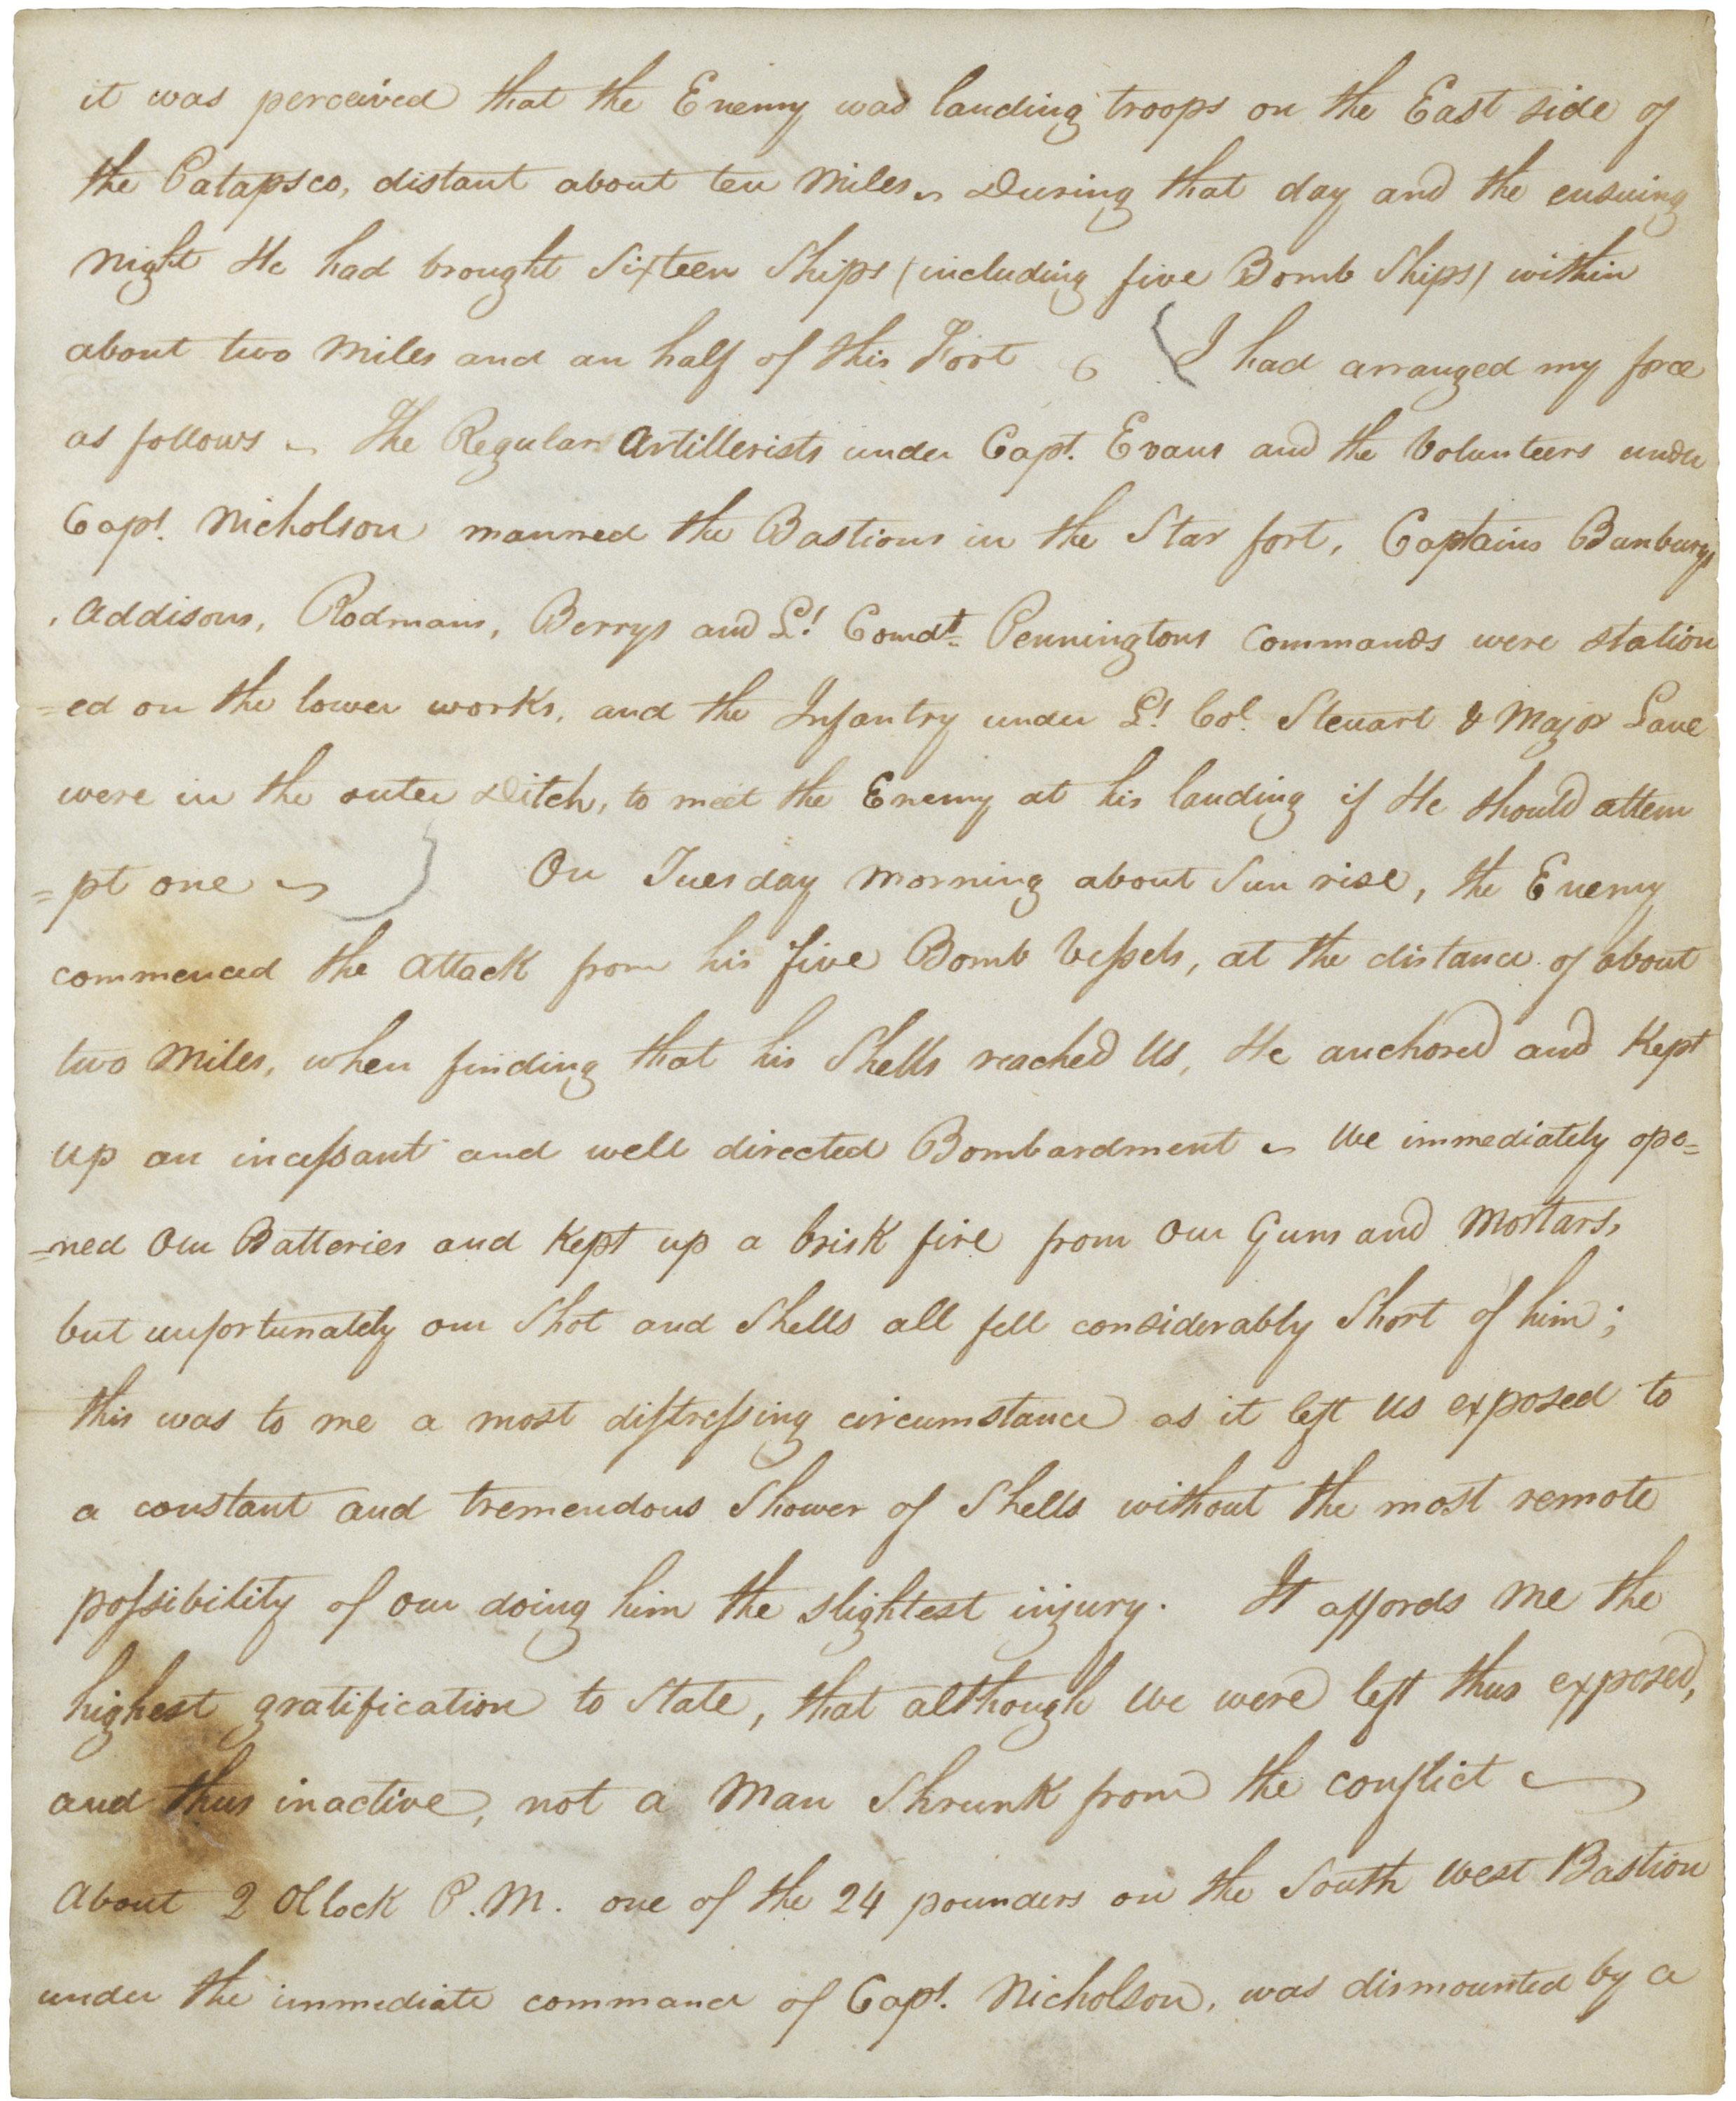 it was perceived that the Enemy was landing troops on the East side of
the Patapsco, distant about ten Miles. During that day and the ensuing
Night He had brought Sixteen Ships (including five Bomb Ships) within
about two Miles and an half of this Fort I had arranged my force
as follows - The Regular Artillerists under Capt. Evans and the Volunteers under
Capt. Nicholson manned the Bastions in the Star fort, Captains Bunburys
, Addisons, Rodmans, Berrys and Lt. Comdt. Penningtons Commands were station
=ed on the lower works, and the Infantry under Lt. Col. Steuart & Major Lane
were in the outer Ditch, to meet the Enemy at his landing if He should attem
=pt one - On Tuesday Morning about Sun rise, the Enemy
commenced the Attack from his five Bomb Veſsels, at the distance of about
two Miles, when finding that his Shells reached Us, He anchored and Kept
up an inceſsant and well directed Bombardment - We immediately ope=
=ned Our Batteries and Kept up a brisk fire from Our Guns and Mortars,
but unfortunately our Shot and Shells all fell considerably Short of him;
this was to me a most diſtreſsing circumstance as it left Us exposed to
a constant and tremendous Shower of Shells without the most remote
poſsibility of our doing him the slightest injury. It affords Me the
highest gratification to State, that although We were left thus exposed,
and thus inactive, not a Man Shrunk from the conflict -
About 2 OClock P.M. one of the 24 pounders on the South West Bastion
under the immediate command of Capt. Nicholson, was dismounted by a